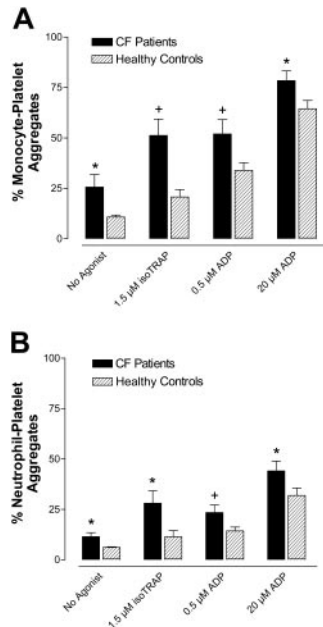 A
CF Patients
Healthy Controls
% Monocyte-Platelet
Aggregates
100
75
50
25
0
*
+
+
*
No Agonist
1.5 µM isoTRAP
0.5 µM ADP
20 µM ADP
B
CF Patients
Healthy Controls
% Neutrophil-Platelet
Aggregates
100
75
50
25
0
*
*
+
*
No Agonist
1.5 µM isoTRAP
0.5 µM ADP
20 µM ADP